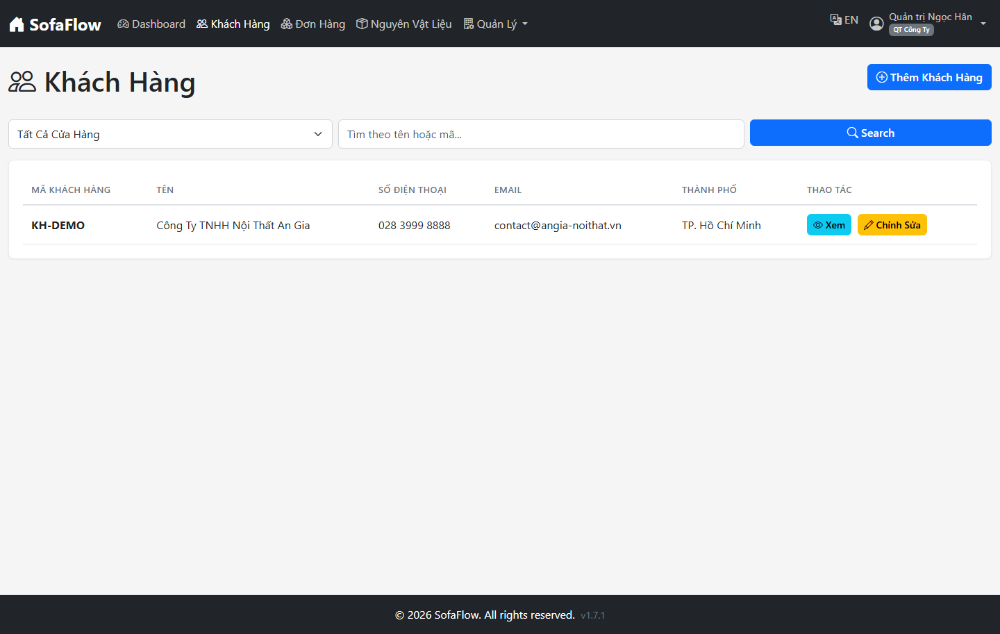 SofaFlow Dashboard Khách Hàng Đơn Hàng Nguyên Vật Liệu Quản Lý EN Quản trị Ngọc Hân
QT Công Ty
Khách Hàng
Thêm Khách Hàng
Tất Cả Cửa Hàng Tìm theo tên hoặc mã... Search
MÃ KHÁCH HÀNG TÊN SỐ ĐIỆN THOẠI EMAIL THÀNH PHỐ THAO TÁC
KH-DEMO Công Ty TNHH Nội Thất An Gia 028 3999 8888 contact@angia-noithat.vn TP. Hồ Chí Minh Xem Chỉnh Sửa
© 2026 SofaFlow. All rights reserved. v1.7.1